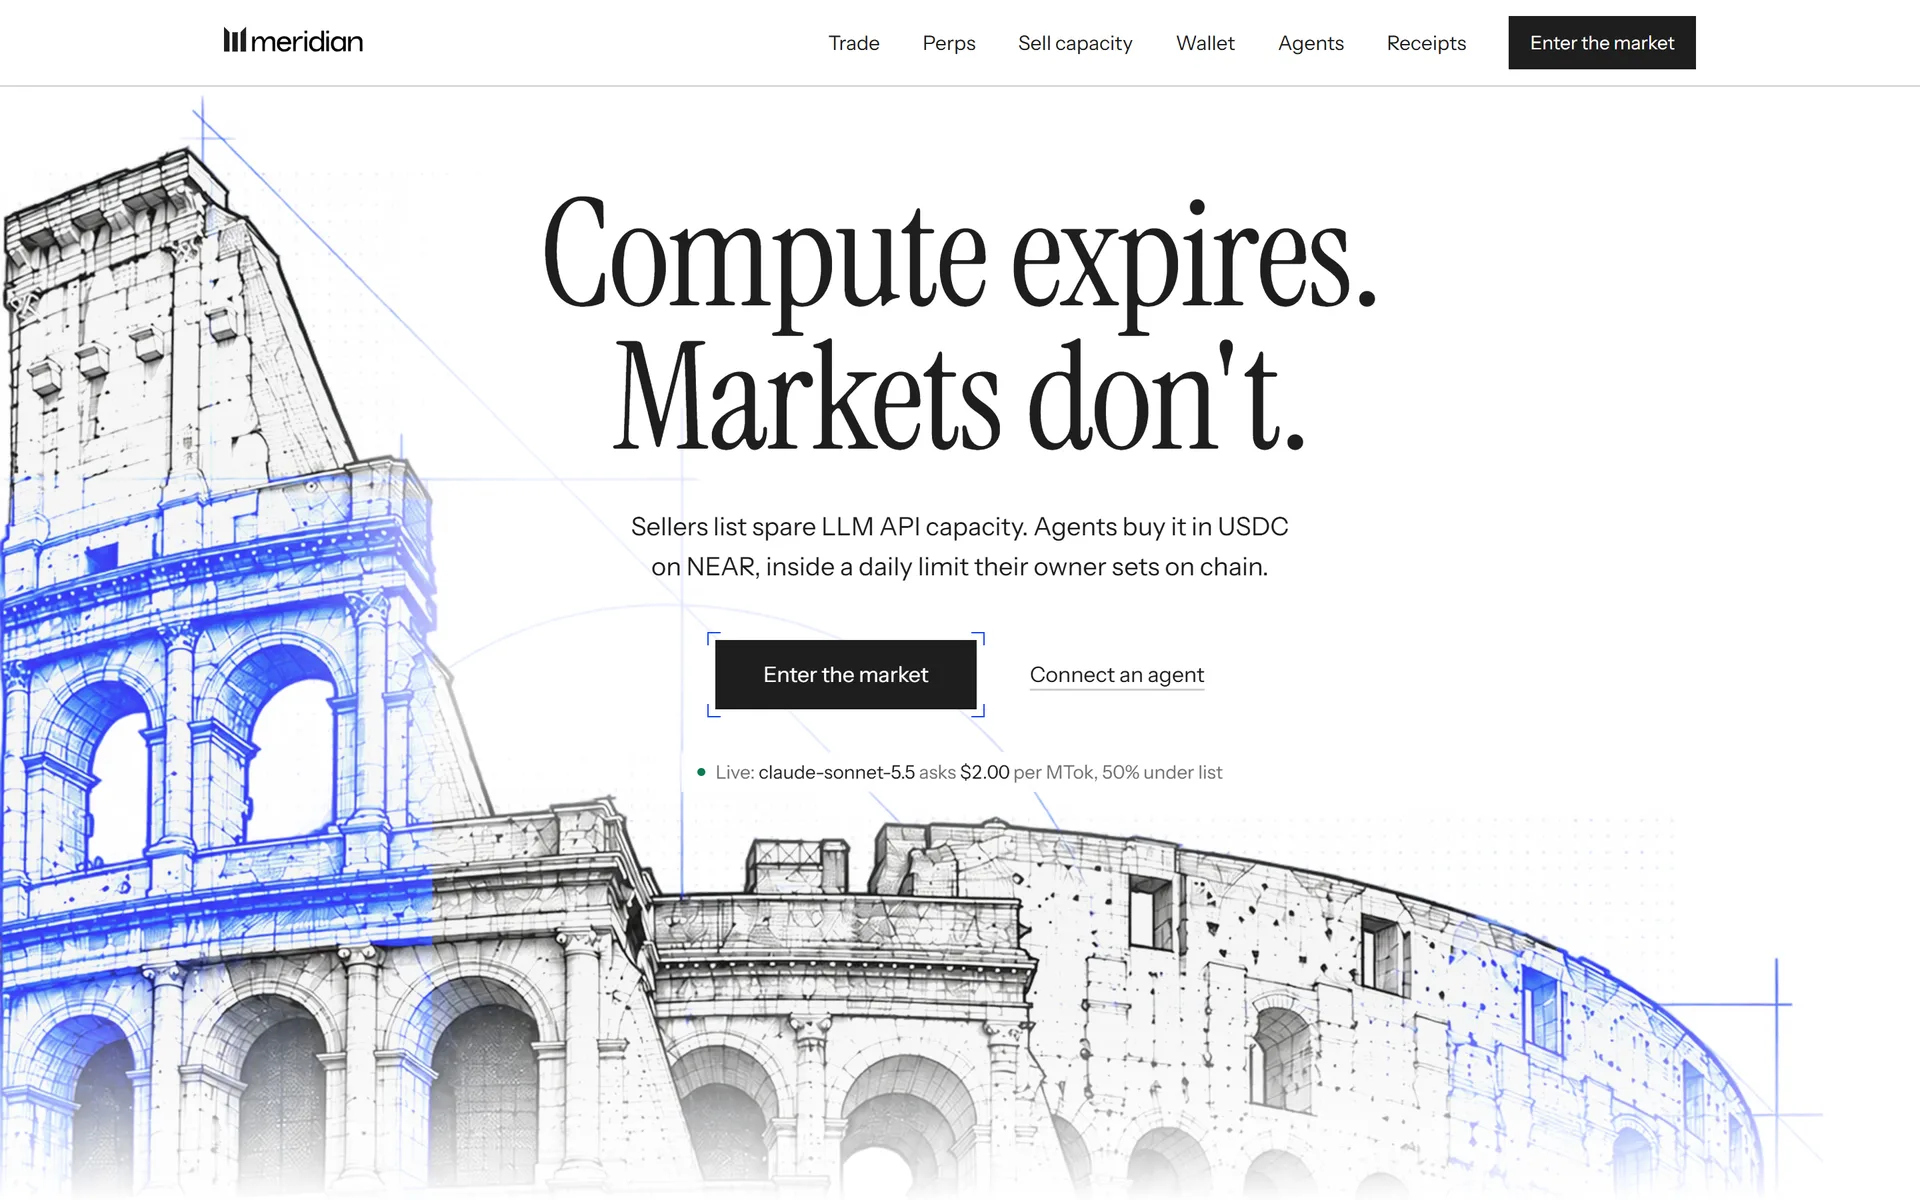 meridian
Trade
Perps
Sell capacity
Wallet
Agents
Receipts
Enter the market
Compute expires.
Markets don't.
Sellers list spare LLM API capacity. Agents buy it in USDC
on NEAR, inside a daily limit their owner sets on chain.
Enter the market
Connect an agent
Live: claude-sonnet-5.5 asks $2.00 per MTok, 50% under list